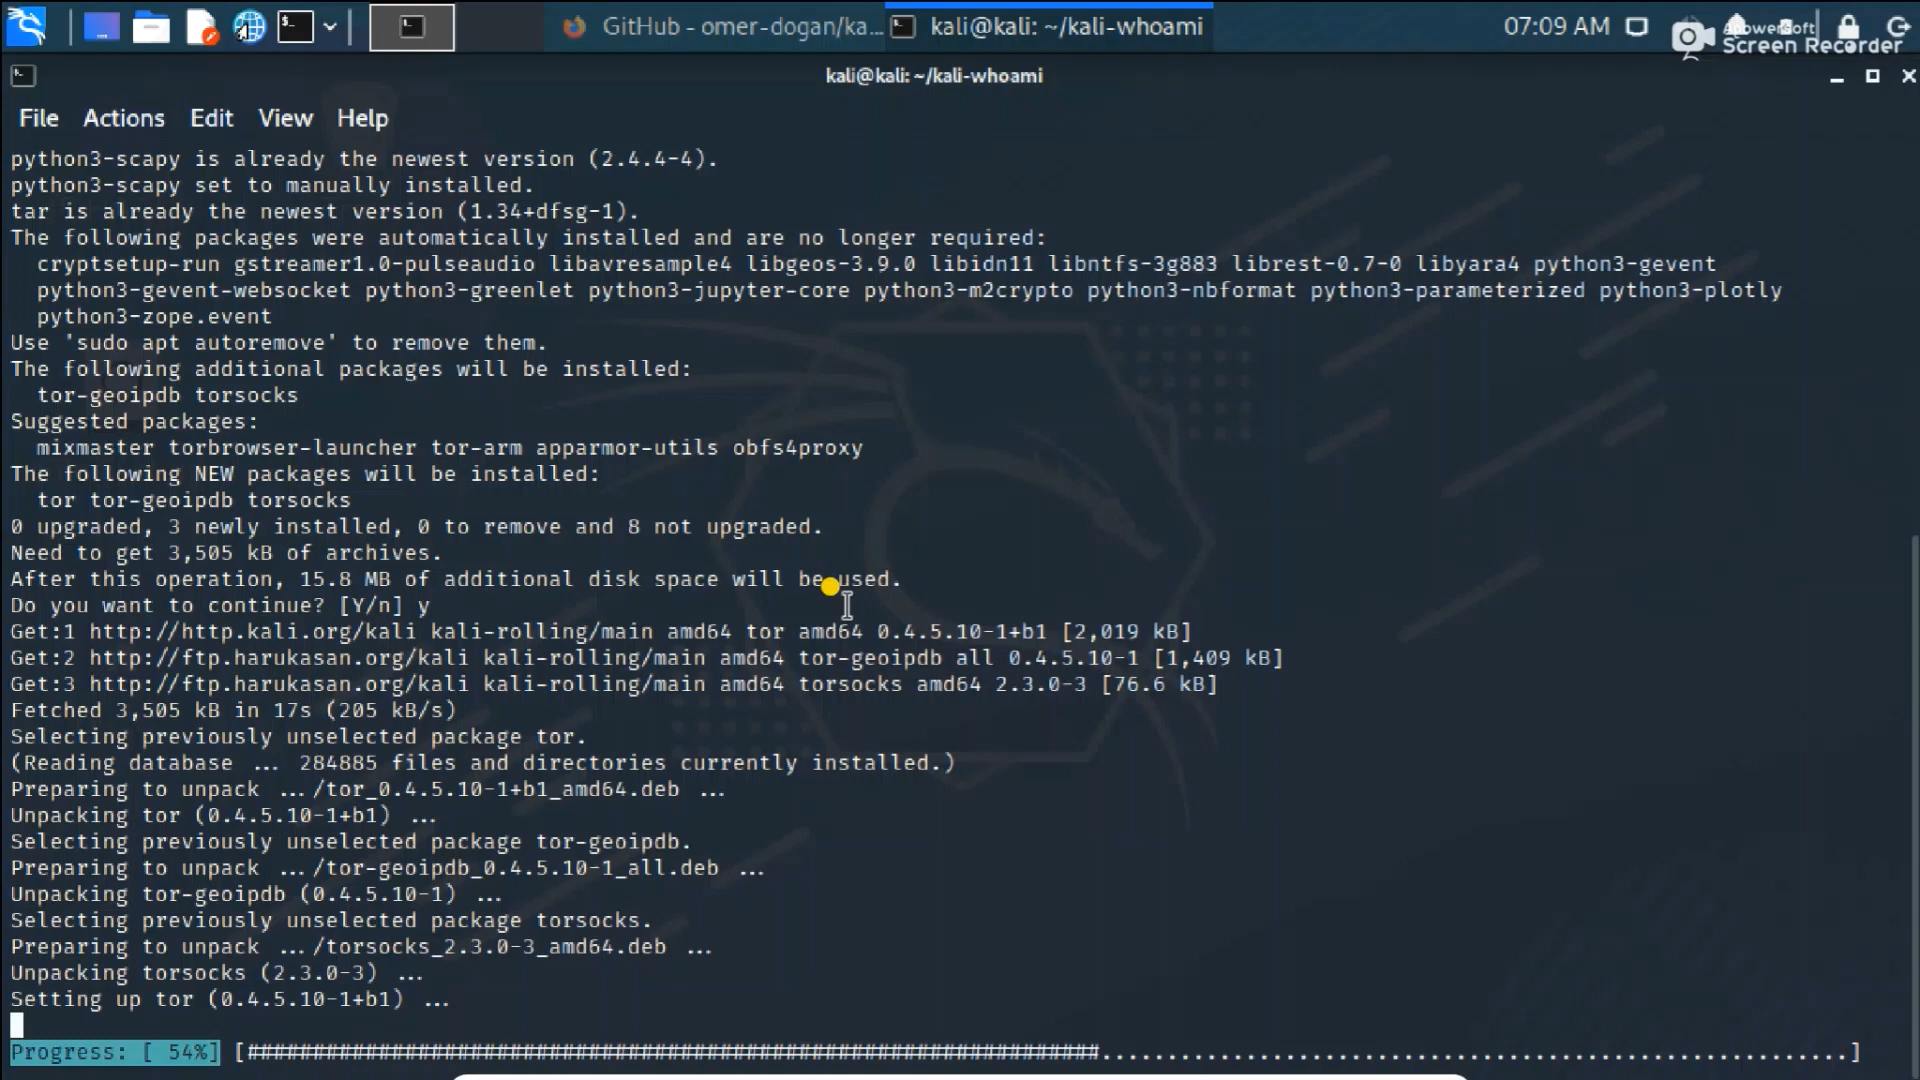 GitHub - omer-dogan/ka...
kali@kali: ~/kali-whoami
07:09 AM
Apowersoft
Screen Recorder
kali@kali: ~/kali-whoami
File Actions Edit View Help
python3-scapy is already the newest version (2.4.4-4).
python3-scapy set to manually installed.
tar is already the newest version (1.34+dfsg-1).
The following packages were automatically installed and are no longer required:
cryptsetup-run gstreamer1.0-pulseaudio libavresample4 libgeos-3.9.0 libidn11 libntfs-3g883 librest-0.7-0 libyara4 python3-gevent
python3-gevent-websocket python3-greenlet python3-jupyter-core python3-m2crypto python3-nbformat python3-parameterized python3-plotly
python3-zope.event
Use 'sudo apt autoremove' to remove them.
The following additional packages will be installed:
tor-geoipdb torsocks
Suggested packages:
mixmaster torbrowser-launcher tor-arm apparmor-utils obfs4proxy
The following NEW packages will be installed:
tor tor-geoipdb torsocks
0 upgraded, 3 newly installed, 0 to remove and 8 not upgraded.
Need to get 3,505 kB of archives.
After this operation, 15.8 MB of additional disk space will be used.
Do you want to continue? [Y/n] y
Get:1 http://http.kali.org/kali kali-rolling/main amd64 tor amd64 0.4.5.10-1+b1 [2,019 kB]
Get:2 http://ftp.harukasan.org/kali kali-rolling/main amd64 tor-geoipdb all 0.4.5.10-1 [1,409 kB]
Get:3 http://ftp.harukasan.org/kali kali-rolling/main amd64 torsocks amd64 2.3.0-3 [76.6 kB]
Fetched 3,505 kB in 17s (205 kB/s)
Selecting previously unselected package tor.
(Reading database ... 284885 files and directories currently installed.)
Preparing to unpack .../tor_0.4.5.10-1+b1_amd64.deb ...
Unpacking tor (0.4.5.10-1+b1) ...
Selecting previously unselected package tor-geoipdb.
Preparing to unpack .../tor-geoipdb_0.4.5.10-1_all.deb ...
Unpacking tor-geoipdb (0.4.5.10-1) ...
Selecting previously unselected package torsocks.
Preparing to unpack .../torsocks_2.3.0-3_amd64.deb ...
Unpacking torsocks (2.3.0-3) ...
Setting up tor (0.4.5.10-1+b1) ...
Progress: [ 54%] [#################################################################.........................................................]